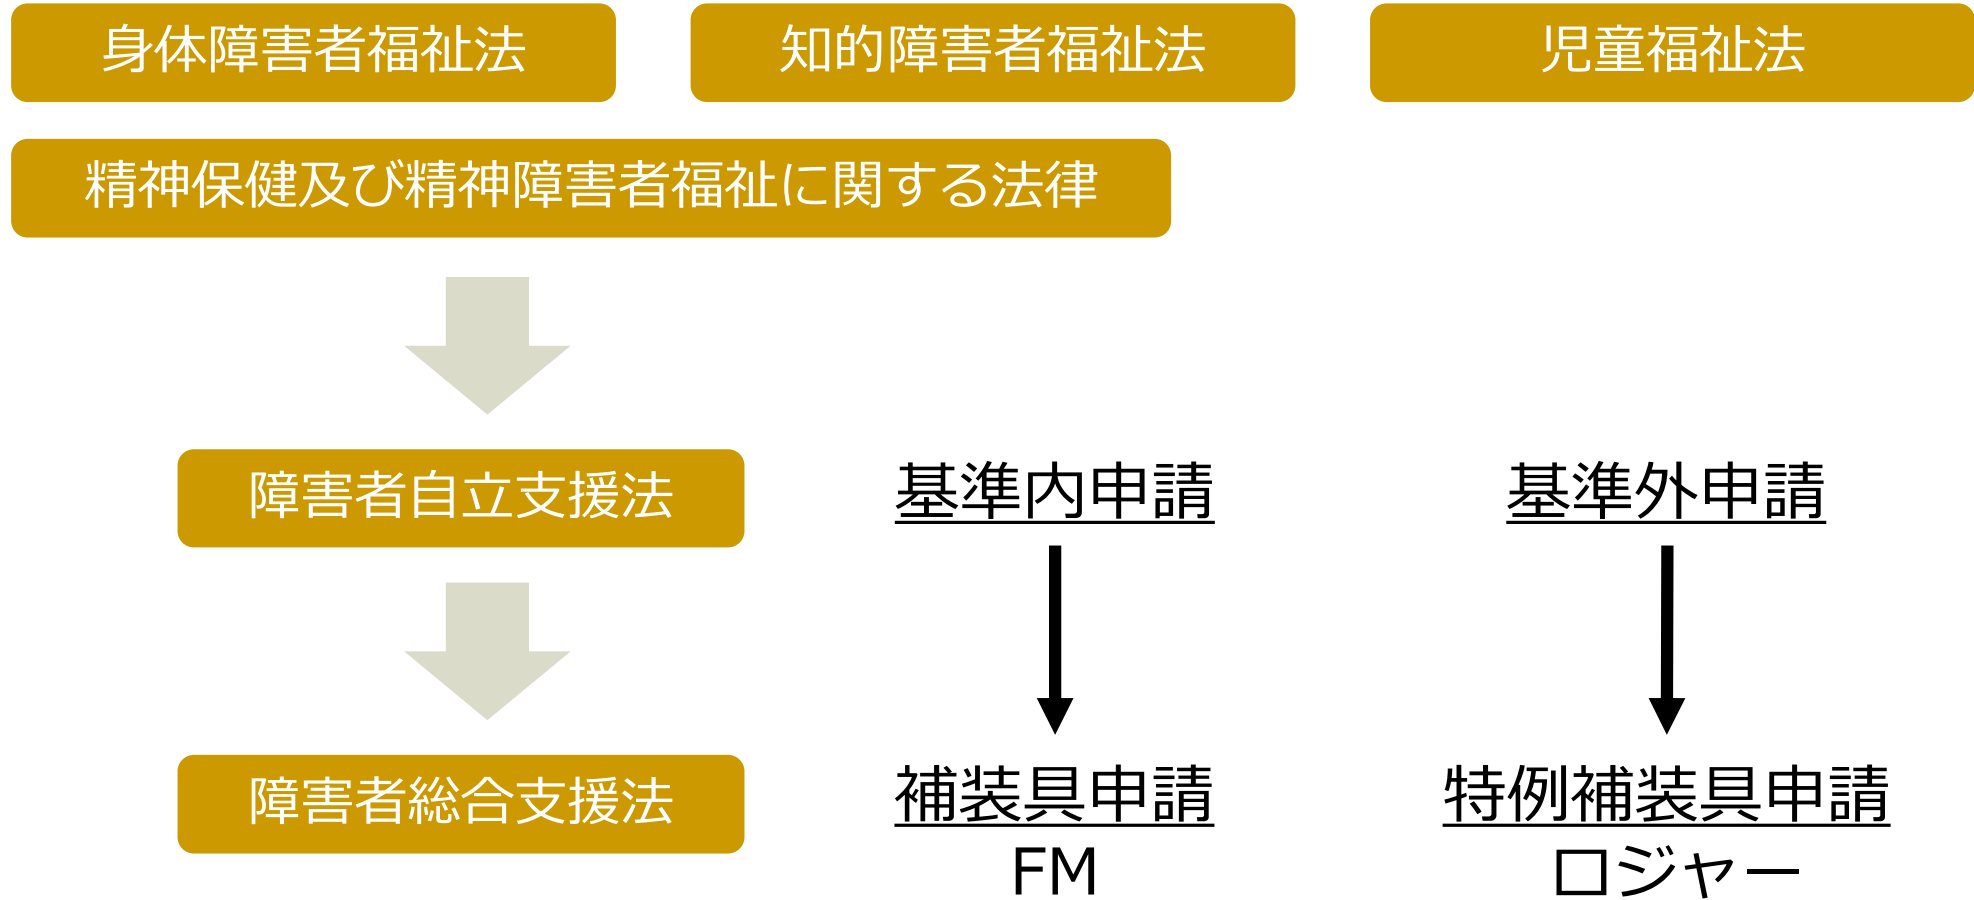 身体障害者福祉法
知的障害者福祉法
児童福祉法
精神保健及び精神障害者福祉に関する法律
障害者自立支援法
基準内申請
基準外申請
障害者総合支援法
補装具申請
特例補装具申請
FM
ロジャー